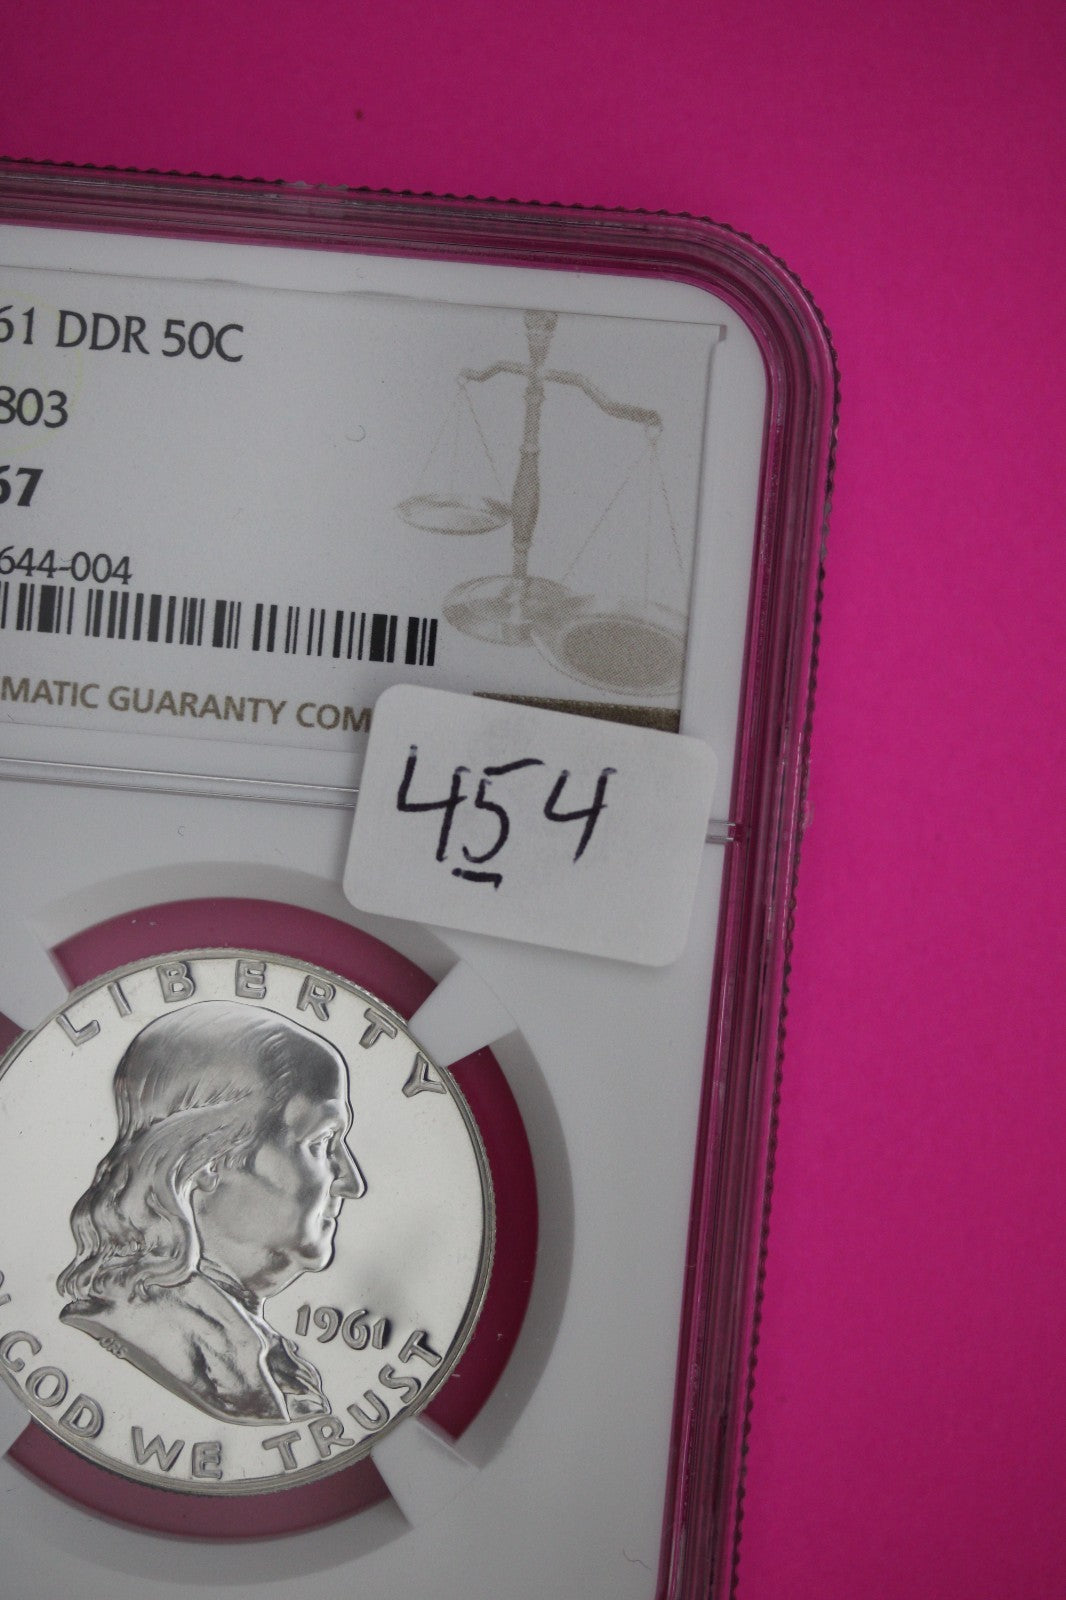 61 DDR 50C
803
67
644-004
MATIC GUARANTY COM
454
LIBERTY
1961
GOD WE TRUST